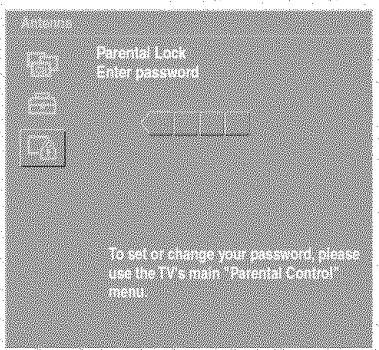 Antenna
Parental Lock
Enter password
To set or change your password, please
use the TV's main "Parental Control"
menu.